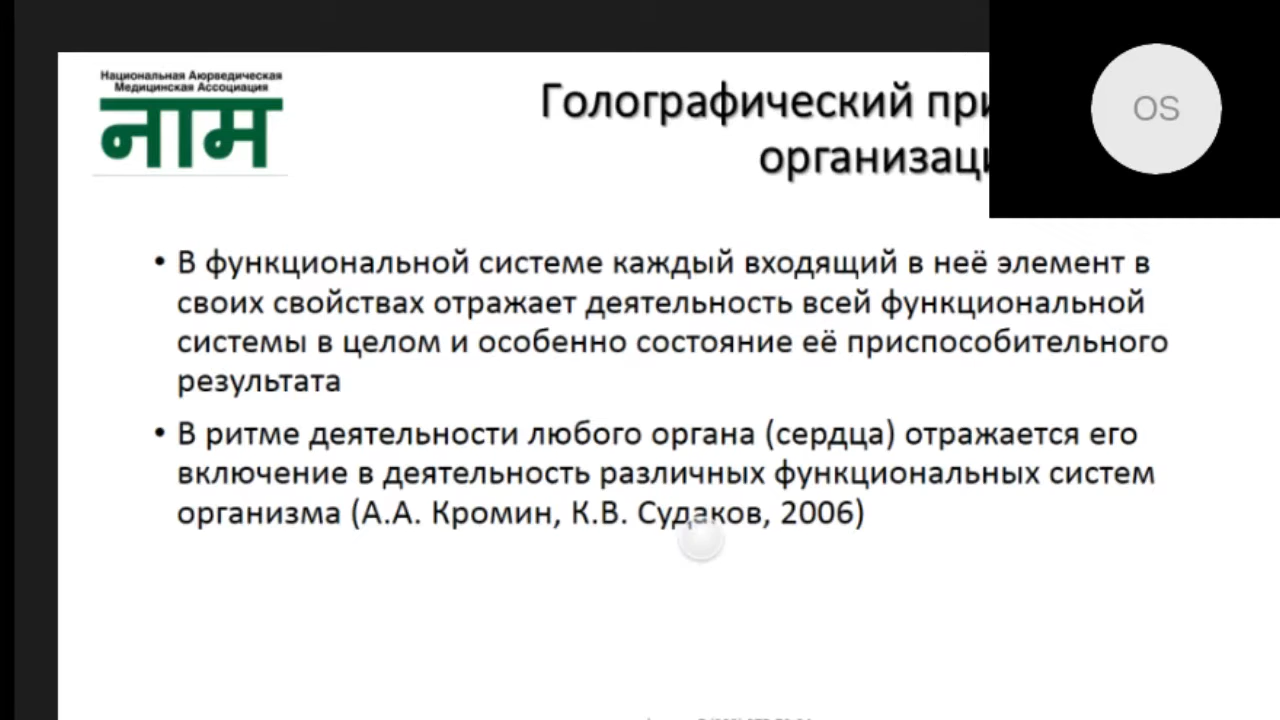 Национальная Аюрведическая
Медицинская Ассоциация
नाम
Голографический
OS
• В функциональной системе каждый входящий в неё элемент в
своих свойствах отражает деятельность всей функциональной
системы в целом и особенно состояние её приспособительного
результата
• В ритме деятельности любого органа (сердца) отражается его
включение в деятельность различных функциональных систем
организма (А.А. Кромин, К.В. Судаков, 2006)